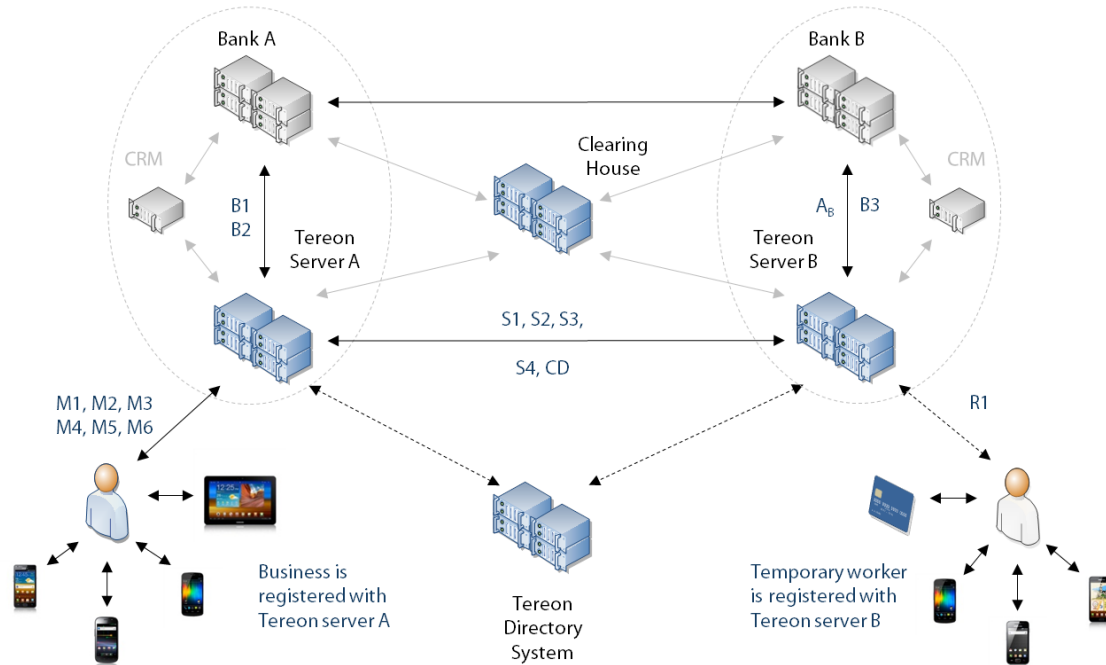 Bank A
Bank B
Clearing
House
CRM
CRM
B1
B2
A_B B3
Tereon
Server A
Tereon
Server B
S1, S2, S3,
S4, CD
M1, M2, M3
M4, M5, M6
R1
Business is
registered with
Tereon server A
Tereon
Directory
System
Temporary worker
is registered with
Tereon server B